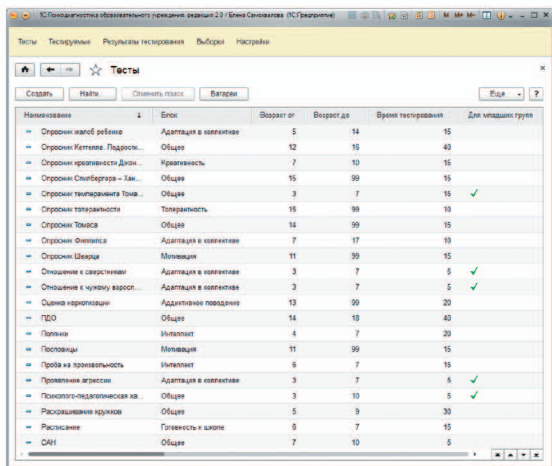 1С:Психодиагностика образовательного учреждения, редакция 2.0 / Елена Самохвалова (1С:Предприятие) M M+ M-
Тесты Тестируемые Результаты тестирования Выборки Настройки
Тесты
Создать Найти... Отменить поиск Батареи Еще ?
Наименование Блок Возраст от Возраст до Время тестирования Для младших групп
Опросник жалоб ребенка Адаптация в коллективе 5 14 15
Опросник Кеттелла. Подростк... Общее 12 16 40
Опросник креативности Джон... Креативность 7 10 15
Опросник Спилбергера – Хан... Общее 15 99 15
Опросник темперамента Тома... Общее 3 7 15 ✓
Опросник толерантности Толерантность 15 99 10
Опросник Томаса Общее 14 99 15
Опросник Филлипса Адаптация в коллективе 7 17 10
Опросник Шварца Мотивация 11 99 15
Отношение к сверстникам Адаптация в коллективе 3 7 5 ✓
Отношение к чужому взросл... Адаптация в коллективе 3 7 5 ✓
Оценка наркотизации Аддиктивное поведение 13 99 20
ПДО Общее 14 18 40
Полянки Интеллект 4 7 20
Пословицы Мотивация 11 99 15
Проба на произвольность Интеллект 6 7 15
Проявление агрессии Адаптация в коллективе 3 7 5 ✓
Психолого-педагогическая ха... Общее 3 10 5 ✓
Раскрашивание кружков Общее 5 9 30
Расписание Готовность к школе 6 7 15
САН Общее 7 10 5